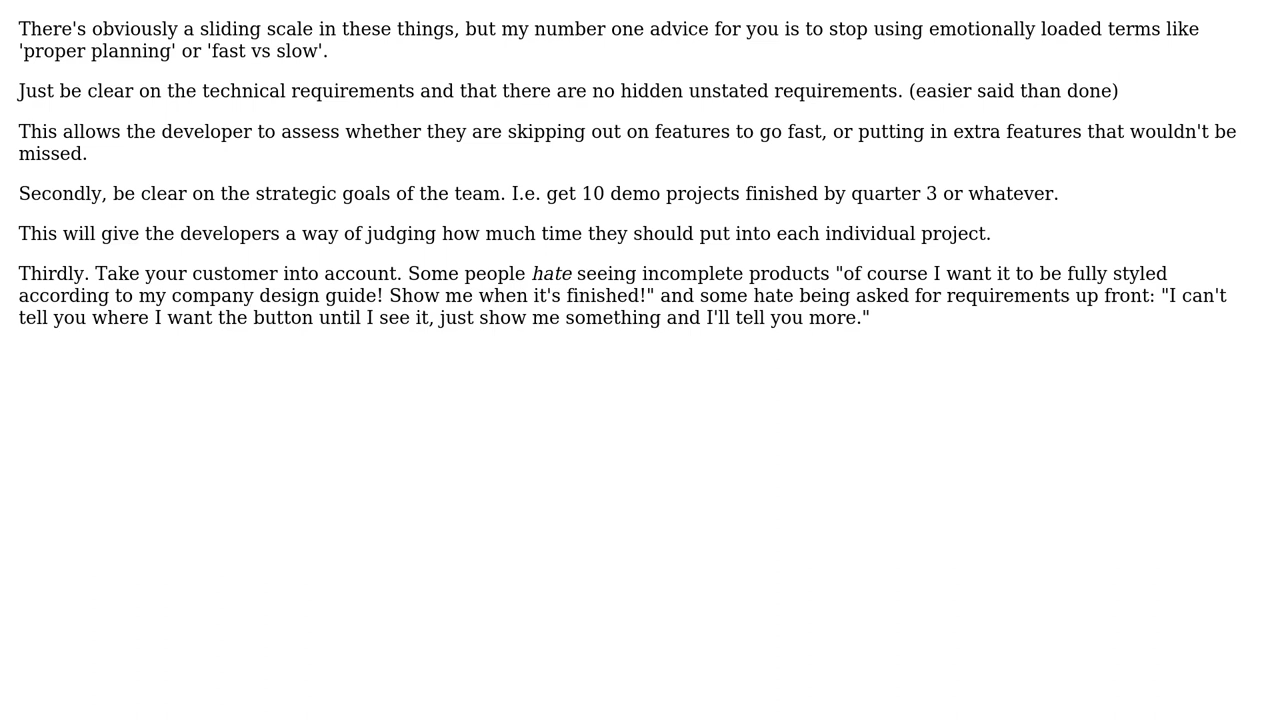 There's obviously a sliding scale in these things, but my number one advice for you is to stop using emotionally loaded terms like
'proper planning' or 'fast vs slow'.
Just be clear on the technical requirements and that there are no hidden unstated requirements. (easier said than done)
This allows the developer to assess whether they are skipping out on features to go fast, or putting in extra features that wouldn't be
missed.
Secondly, be clear on the strategic goals of the team. I.e. get 10 demo projects finished by quarter 3 or whatever.
This will give the developers a way of judging how much time they should put into each individual project.
Thirdly. Take your customer into account. Some people hate seeing incomplete products "of course I want it to be fully styled
according to my company design guide! Show me when it's finished!" and some hate being asked for requirements up front: "I can't
tell you where I want the button until I see it, just show me something and I'll tell you more."